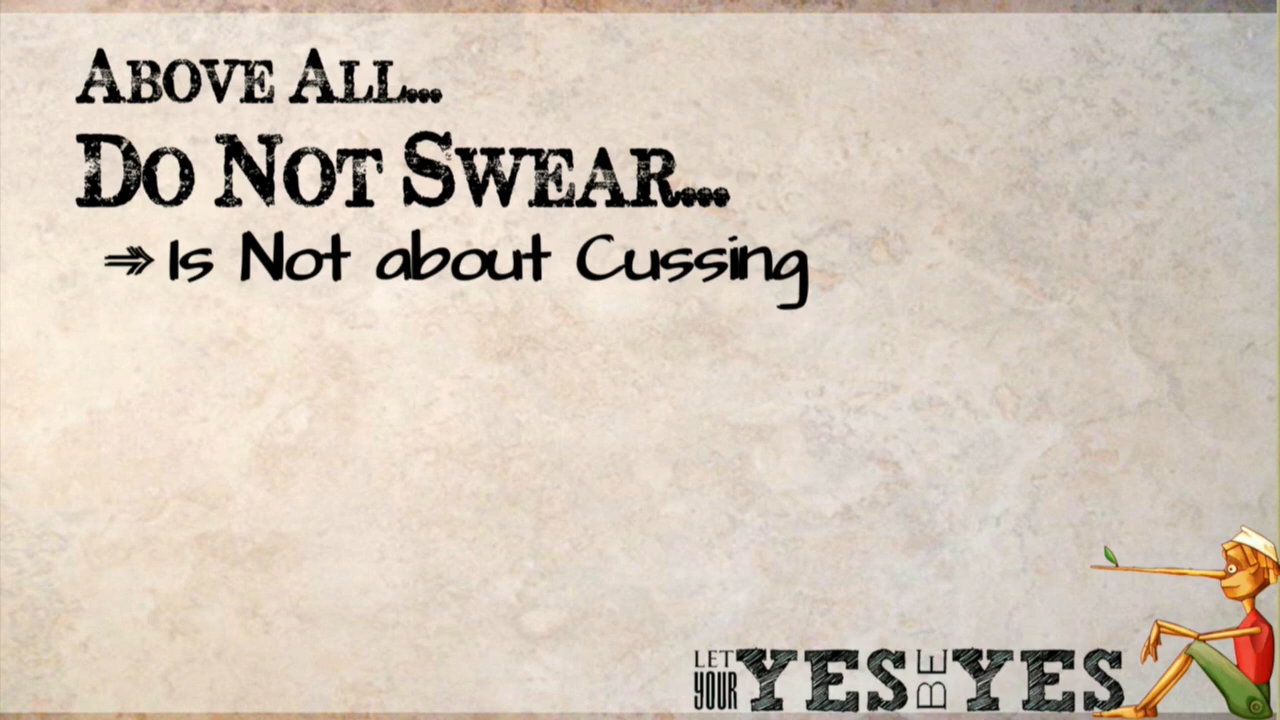 Above All...
Do Not Swear...
⇒ Is Not about Cussing
LET YOUR YES BE YES